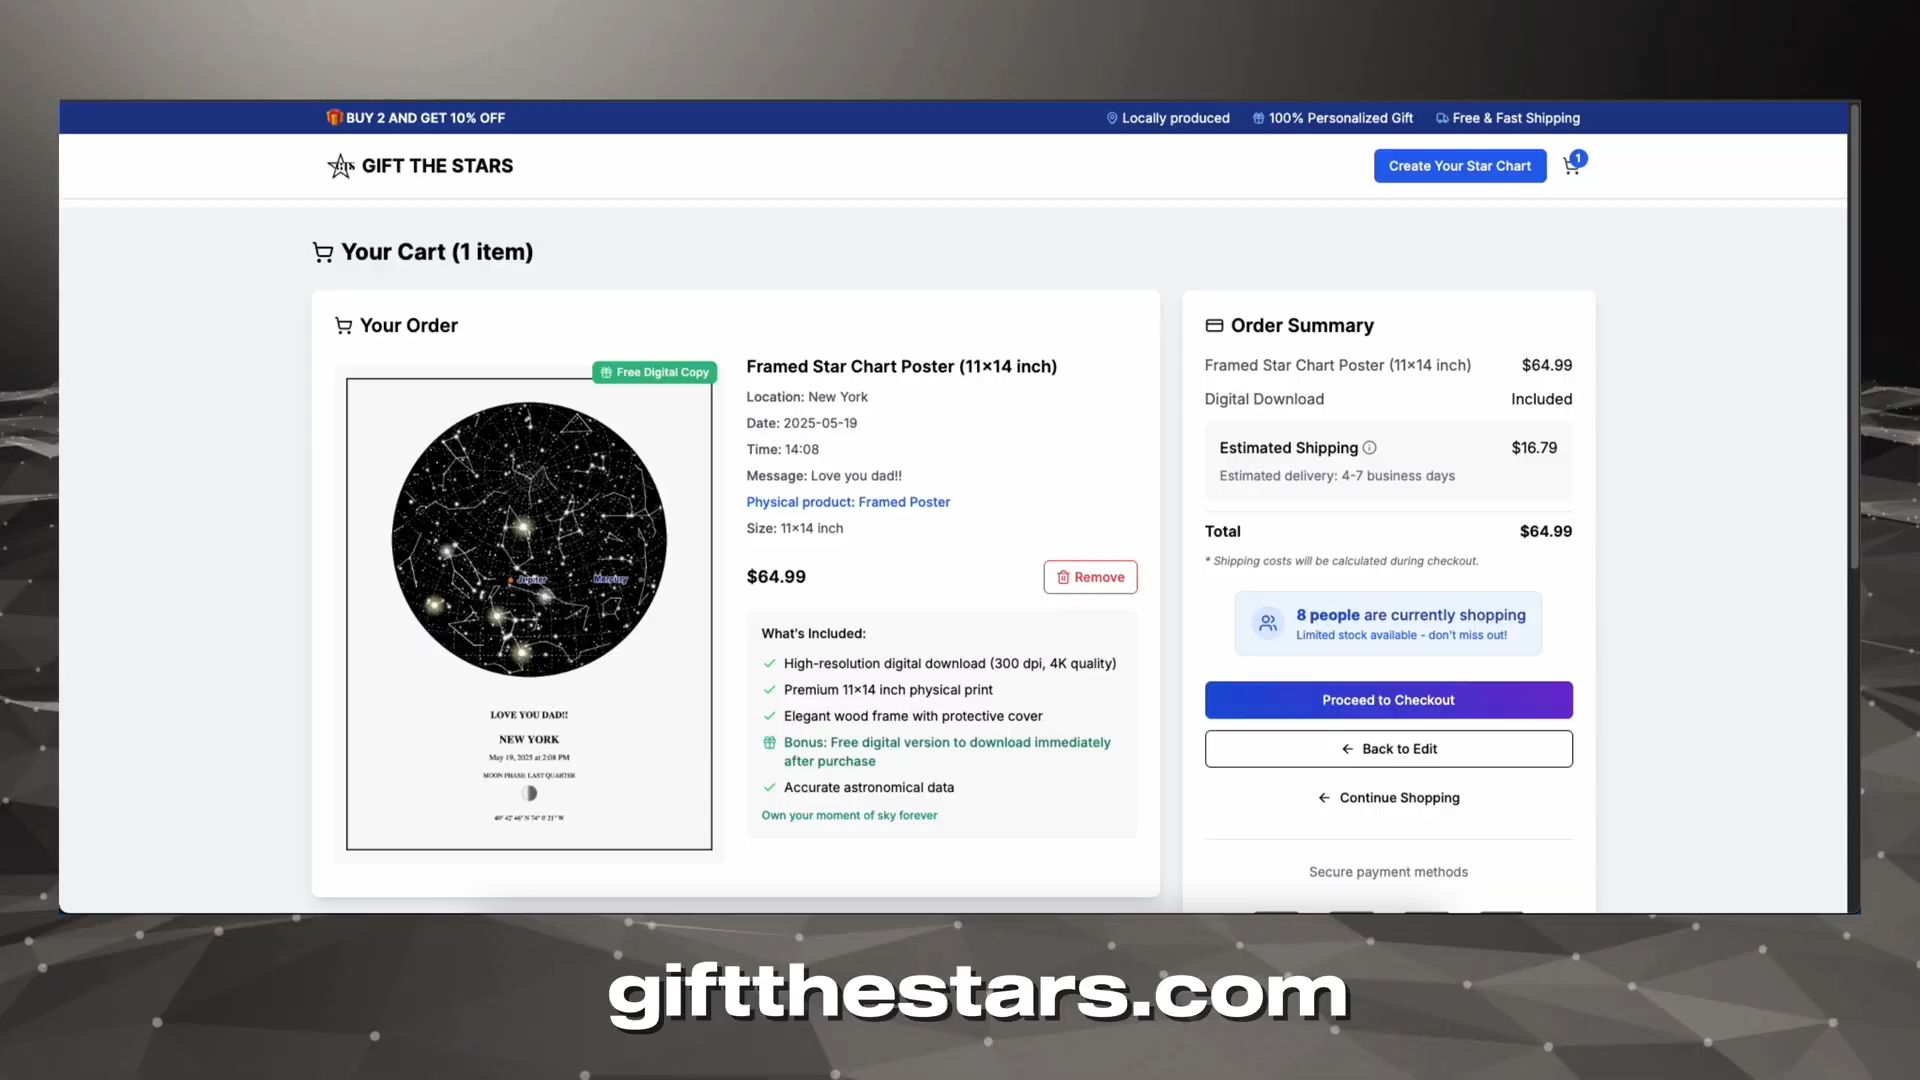 BUY 2 AND GET 10% OFF
Locally produced
100% Personalized Gift
Free & Fast Shipping
GIFT THE STARS
Create Your Star Chart
1
Your Cart (1 item)
Your Order
Free Digital Copy
Jupiter
Mercury
LOVE YOU DAD!!
NEW YORK
May 19, 2025 at 2:08 PM
MOON PHASE: LAST QUARTER
40° 42' 46" N 74° 0' 21" W
Framed Star Chart Poster (11×14 inch)
Location: New York
Date: 2025-05-19
Time: 14:08
Message: Love you dad!!
Physical product: Framed Poster
Size: 11×14 inch
$64.99
Remove
What's Included:
High-resolution digital download (300 dpi, 4K quality)
Premium 11×14 inch physical print
Elegant wood frame with protective cover
Bonus: Free digital version to download immediately
after purchase
Accurate astronomical data
Own your moment of sky forever
Order Summary
Framed Star Chart Poster (11×14 inch) $64.99
Digital Download Included
Estimated Shipping $16.79
Estimated delivery: 4-7 business days
Total $64.99
* Shipping costs will be calculated during checkout.
8 people are currently shopping
Limited stock available - don't miss out!
Proceed to Checkout
Back to Edit
Continue Shopping
Secure payment methods
giftthestars.com